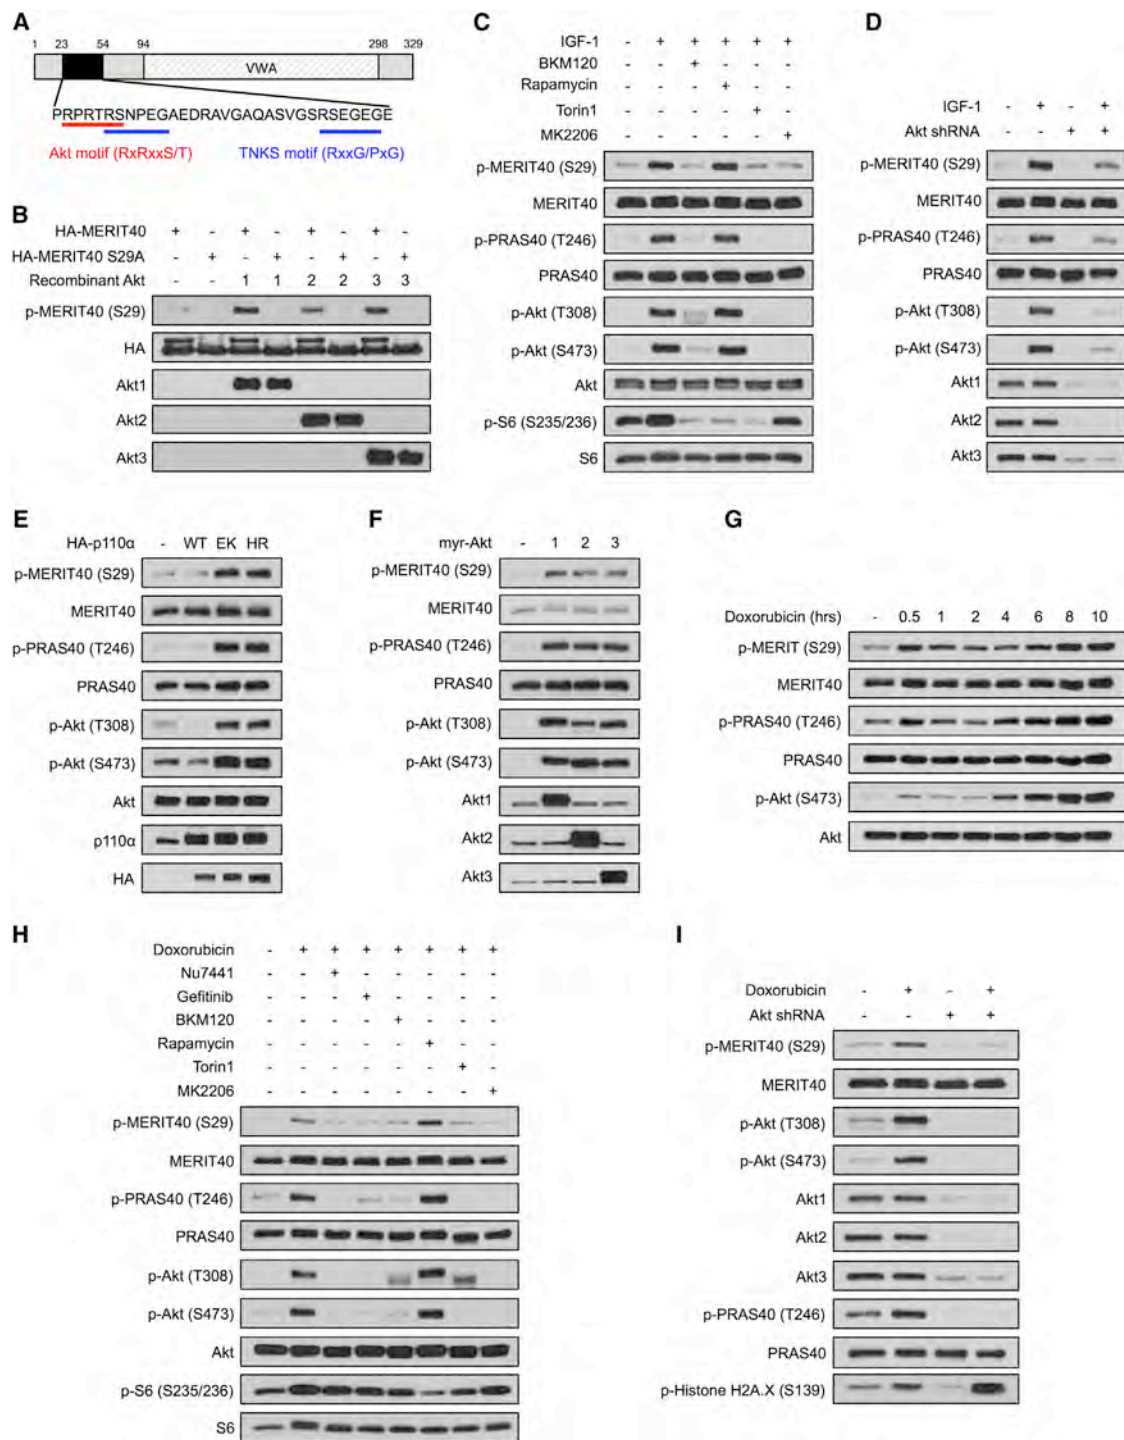 A
1 23 54 94 298 329
VWA
PRPRTRSNPEGAEDRAVGAQASVGSRSEGEGE
Akt motif (RxRxxS/T) TNKS motif (RxxG/PxG)
B
HA-MERIT40 + - + - + - + -
HA-MERIT40 S29A - + - + - + - +
Recombinant Akt - - 1 1 2 2 3 3
p-MERIT40 (S29)
HA
Akt1
Akt2
Akt3
C
IGF-1 - + + + + +
BKM120 - - + - - -
Rapamycin - - - + - -
Torin1 - - - - + -
MK2206 - - - - - +
p-MERIT40 (S29)
MERIT40
p-PRAS40 (T246)
PRAS40
p-Akt (T308)
p-Akt (S473)
Akt
p-S6 (S235/236)
S6
D
IGF-1 - + - +
Akt shRNA - - + +
p-MERIT40 (S29)
MERIT40
p-PRAS40 (T246)
PRAS40
p-Akt (T308)
p-Akt (S473)
Akt1
Akt2
Akt3
E
HA-p110α - WT EK HR
p-MERIT40 (S29)
MERIT40
p-PRAS40 (T246)
PRAS40
p-Akt (T308)
p-Akt (S473)
Akt
p110α
HA
F
myr-Akt - 1 2 3
p-MERIT40 (S29)
MERIT40
p-PRAS40 (T246)
PRAS40
p-Akt (T308)
p-Akt (S473)
Akt1
Akt2
Akt3
G
Doxorubicin (hrs) - 0.5 1 2 4 6 8 10
p-MERIT (S29)
MERIT40
p-PRAS40 (T246)
PRAS40
p-Akt (S473)
Akt
H
Doxorubicin - + + + + + + +
Nu7441 - - + - - - - -
Gefitinib - - - + - - - -
BKM120 - - - - + - - -
Rapamycin - - - - - + - -
Torin1 - - - - - - + -
MK2206 - - - - - - - +
p-MERIT40 (S29)
MERIT40
p-PRAS40 (T246)
PRAS40
p-Akt (T308)
p-Akt (S473)
Akt
p-S6 (S235/236)
S6
I
Doxorubicin - + - +
Akt shRNA - - + +
p-MERIT40 (S29)
MERIT40
p-Akt (T308)
p-Akt (S473)
Akt1
Akt2
Akt3
p-PRAS40 (T246)
PRAS40
p-Histone H2A.X (S139)